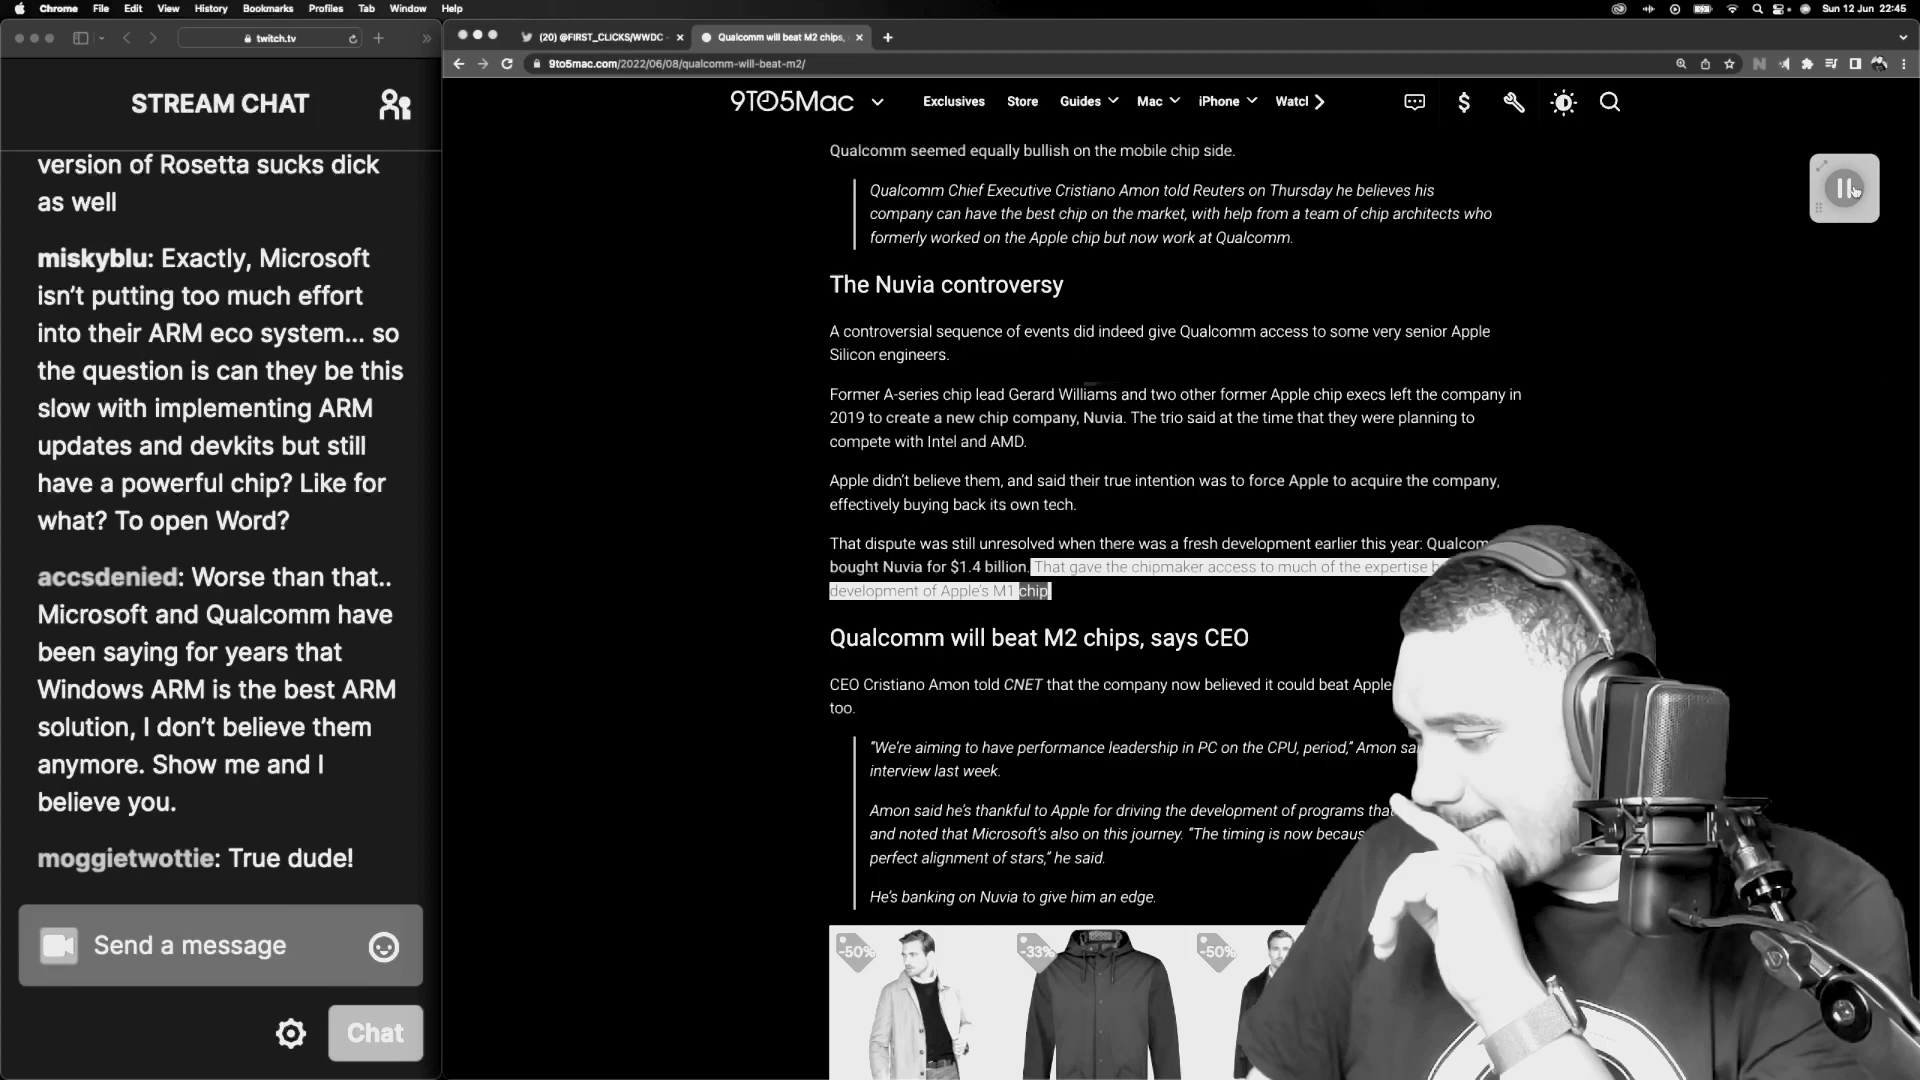 Chrome File Edit View History Bookmarks Profiles Tab Window Help
Sun 12 Jun 22:45
twitch.tv
STREAM CHAT
version of Rosetta sucks dick
as well
miskyblu: Exactly, Microsoft
isn't putting too much effort
into their ARM eco system... so
the question is can they be this
slow with implementing ARM
updates and devkits but still
have a powerful chip? Like for
what? To open Word?
accsdenied: Worse than that..
Microsoft and Qualcomm have
been saying for years that
Windows ARM is the best ARM
solution, I don't believe them
anymore. Show me and I
believe you.
moggietwottie: True dude!
Send a message
Chat
(20) @FIRST_CLICKS/WWDC
Qualcomm will beat M2 chips,
9to5mac.com/2022/06/08/qualcomm-will-beat-m2/
9TO5Mac
Exclusives Store Guides Mac iPhone Watcl
Qualcomm seemed equally bullish on the mobile chip side.
Qualcomm Chief Executive Cristiano Amon told Reuters on Thursday he believes his
company can have the best chip on the market, with help from a team of chip architects who
formerly worked on the Apple chip but now work at Qualcomm.
The Nuvia controversy
A controversial sequence of events did indeed give Qualcomm access to some very senior Apple
Silicon engineers.
Former A-series chip lead Gerard Williams and two other former Apple chip execs left the company in
2019 to create a new chip company, Nuvia. The trio said at the time that they were planning to
compete with Intel and AMD.
Apple didn't believe them, and said their true intention was to force Apple to acquire the company,
effectively buying back its own tech.
That dispute was still unresolved when there was a fresh development earlier this year: Qualcom
bought Nuvia for $1.4 billion. That gave the chipmaker access to much of the expertise
development of Apple's M1 chip
Qualcomm will beat M2 chips, says CEO
CEO Cristiano Amon told CNET that the company now believed it could beat Apple
too.
"We're aiming to have performance leadership in PC on the CPU, period," Amon sa
interview last week.
Amon said he's thankful to Apple for driving the development of programs that
and noted that Microsoft's also on this journey. "The timing is now becaus
perfect alignment of stars," he said.
He's banking on Nuvia to give him an edge.
-50% -33% -50%